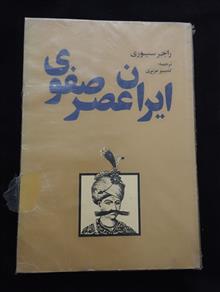 راجر سیوری
ترجمهٔ
کامبیز عزیزی
ایران عصر صفوی